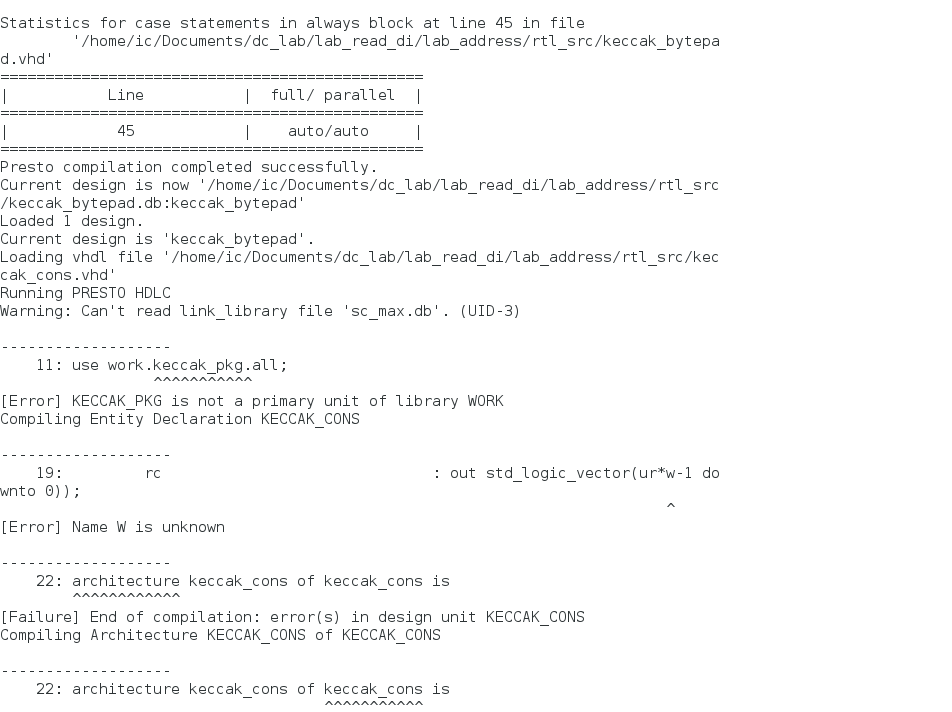 Statistics for case statements in always block at line 45 in file
        '/home/ic/Documents/dc_lab/lab_read_di/lab_address/rtl_src/keccak_bytepa
d.vhd'
===============================================
|           Line           |  full/ parallel  |
===============================================
|            45            |    auto/auto     |
===============================================
Presto compilation completed successfully.
Current design is now '/home/ic/Documents/dc_lab/lab_read_di/lab_address/rtl_src
/keccak_bytepad.db:keccak_bytepad'
Loaded 1 design.
Current design is 'keccak_bytepad'.
Loading vhdl file '/home/ic/Documents/dc_lab/lab_read_di/lab_address/rtl_src/kec
cak_cons.vhd'
Running PRESTO HDLC
Warning: Can't read link_library file 'sc_max.db'. (UID-3)

-------------------
    11: use work.keccak_pkg.all;
                 ^^^^^^^^^^^
[Error] KECCAK_PKG is not a primary unit of library WORK
Compiling Entity Declaration KECCAK_CONS

-------------------
    19:         rc                              : out std_logic_vector(ur*w-1 do
wnto 0));
                                                                          ^
[Error] Name W is unknown

-------------------
    22: architecture keccak_cons of keccak_cons is
        ^^^^^^^^^^^^
[Failure] End of compilation: error(s) in design unit KECCAK_CONS
Compiling Architecture KECCAK_CONS of KECCAK_CONS

-------------------
    22: architecture keccak_cons of keccak_cons is
                                    ^^^^^^^^^^^